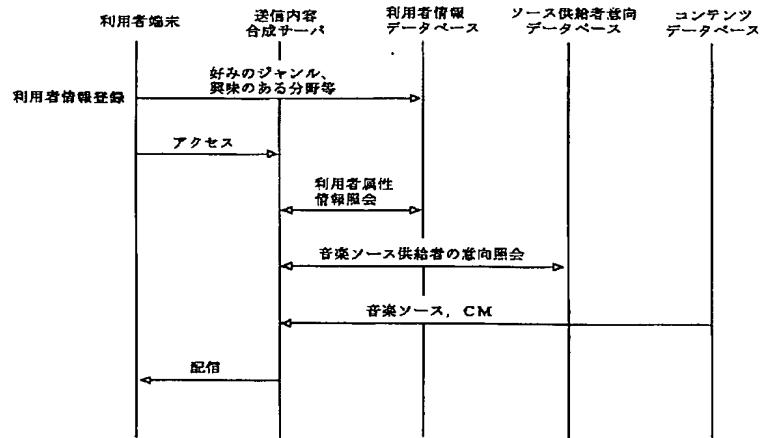 利用者端末
送信内容
合成サーバ
利用者情報
データベース
ソース供給者意向
データベース
コンテンツ
データベース
利用者情報登録
好みのジャンル、
興味のある分野等
アクセス
利用者属性
情報照会
音楽ソース供給者の意向照会
音楽ソース，CM
配信